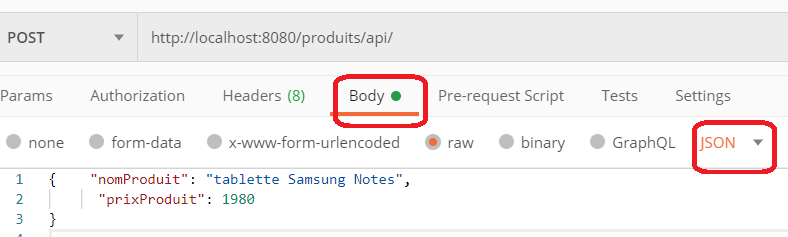 POST http://localhost:8080/produits/api/
Params Authorization Headers (8) Body Pre-request Script Tests Settings
none form-data x-www-form-urlencoded raw binary GraphQL JSON
1 { "nomProduit": "tablette Samsung Notes",
2 "prixProduit": 1980
3 }
4